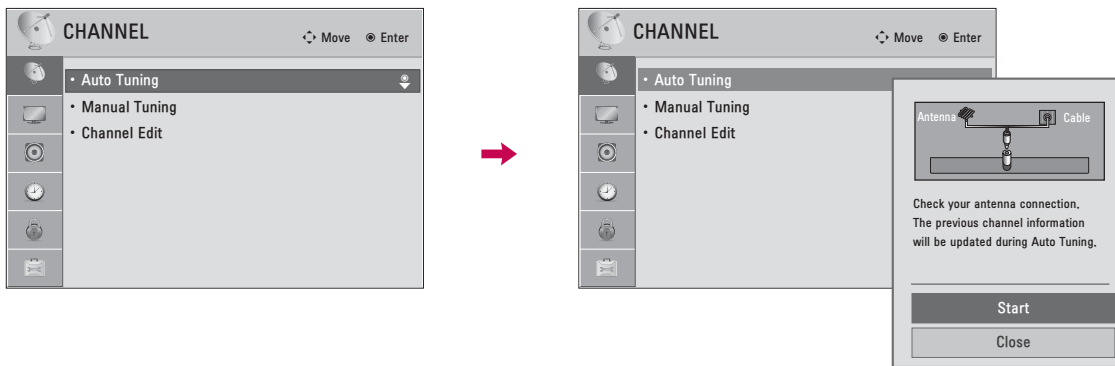 CHANNEL
Move
Enter
• Auto Tuning
• Manual Tuning
• Channel Edit
CHANNEL
Move
Enter
• Auto Tuning
• Manual Tuning
• Channel Edit
Antenna
Cable
Check your antenna connection.
The previous channel information
will be updated during Auto Tuning.
Start
Close